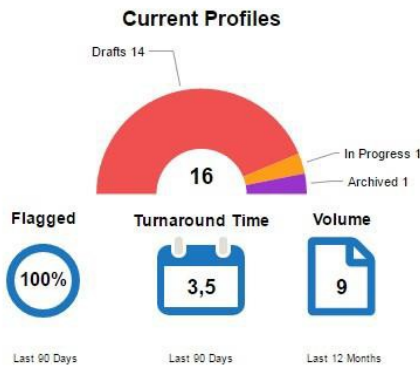 Current Profiles
Drafts 14
In Progress 1
Archived 1
16
Flagged
Turnaround Time
Volume
100%
3,5
9
Last 90 Days
Last 90 Days
Last 12 Months